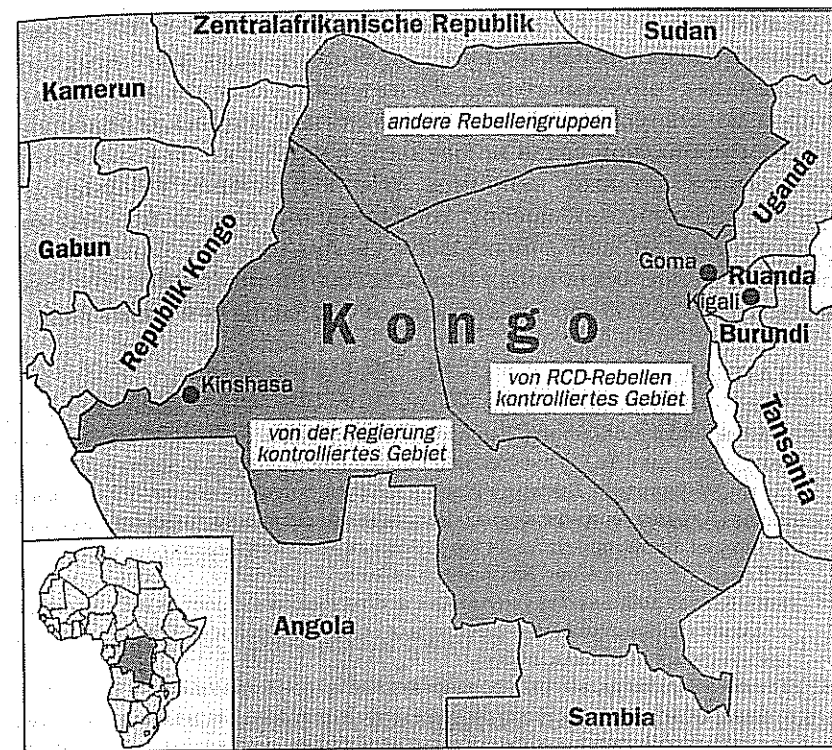 Zentralafrikanische Republik
Sudan
Kamerun
andere Rebellengruppen
Uganda
Gabun
Republik Kongo
Goma
Ruanda
Kigali
Kongo
Burundi
Kinshasa
von RCD-Rebellen
kontrolliertes Gebiet
von der Regierung
kontrolliertes Gebiet
Tansania
Angola
Sambia